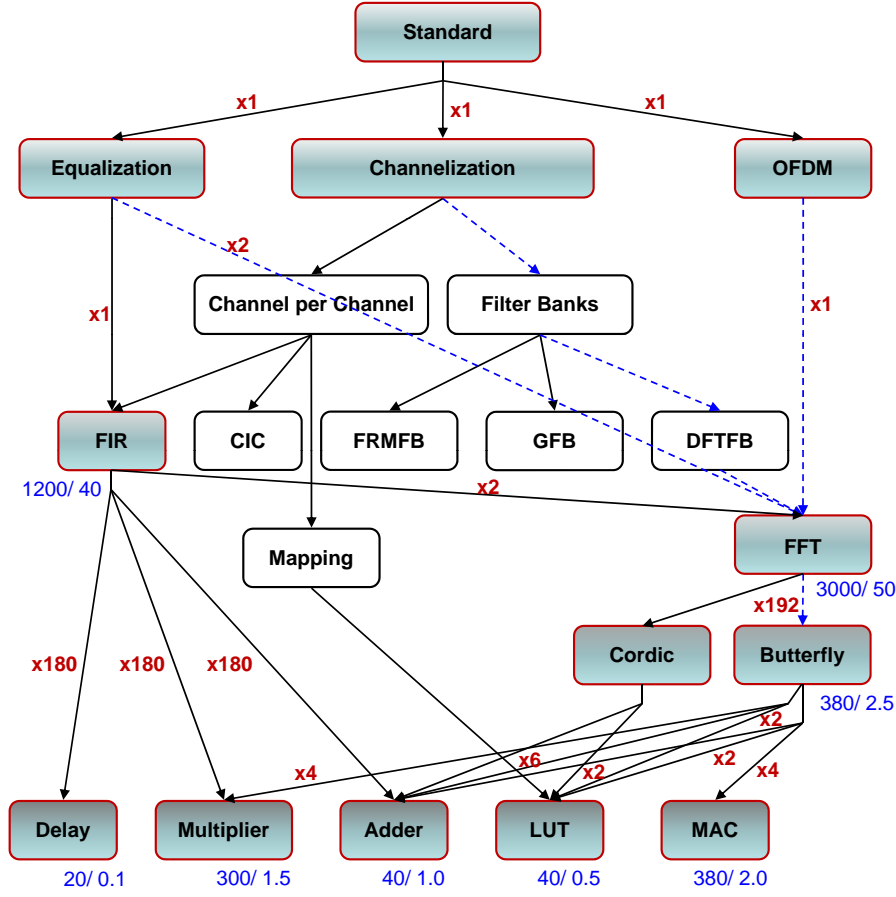 Standard
x1
x1
x1
Equalization
Channelization
OFDM
x2
Channel per Channel
Filter Banks
x1
x1
FIR
CIC
FRMFB
GFB
DFTFB
1200/ 40
x2
Mapping
FFT
3000/ 50
x192
Cordic
Butterfly
x180
x180
x180
380/ 2.5
x2
x4
x6
x2
x2
x4
Delay
Multiplier
Adder
LUT
MAC
20/ 0.1
300/ 1.5
40/ 1.0
40/ 0.5
380/ 2.0